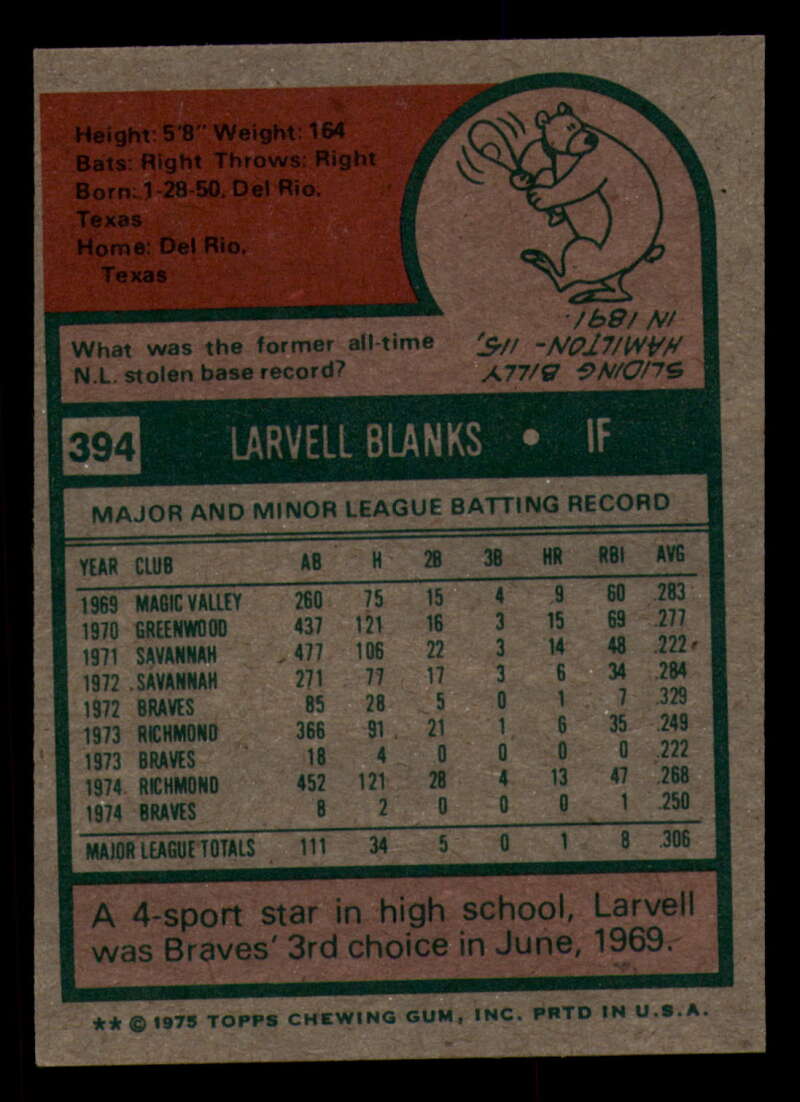 Height: 5'8" Weight: 164
Bats: Right Throws: Right
Born: 1-28-50, Del Rio,
Texas
Home: Del Rio,
Texas
What was the former all-time
N.L. stolen base record?
SLIDING BILLY
HAMILTON- 115,
IN 1891.
394 LARVELL BLANKS • IF
MAJOR AND MINOR LEAGUE BATTING RECORD
YEAR CLUB AB H 2B 3B HR RBI AVG
1969 MAGIC VALLEY 260 75 15 4 9 60 .283
1970 GREENWOOD 437 121 16 3 15 69 .277
1971 SAVANNAH 477 106 22 3 14 48 .222
1972 SAVANNAH 271 77 17 3 6 34 .284
1972 BRAVES 85 28 5 0 1 7 .329
1973 RICHMOND 366 91 21 1 6 35 .249
1973 BRAVES 18 4 0 0 0 0 .222
1974 RICHMOND 452 121 28 4 13 47 .268
1974 BRAVES 8 2 0 0 0 1 .250
MAJOR LEAGUE TOTALS 111 34 5 0 1 8 .306
A 4-sport star in high school, Larvell
was Braves' 3rd choice in June, 1969.
** © 1975 TOPPS CHEWING GUM, INC. PRTD IN U.S.A.